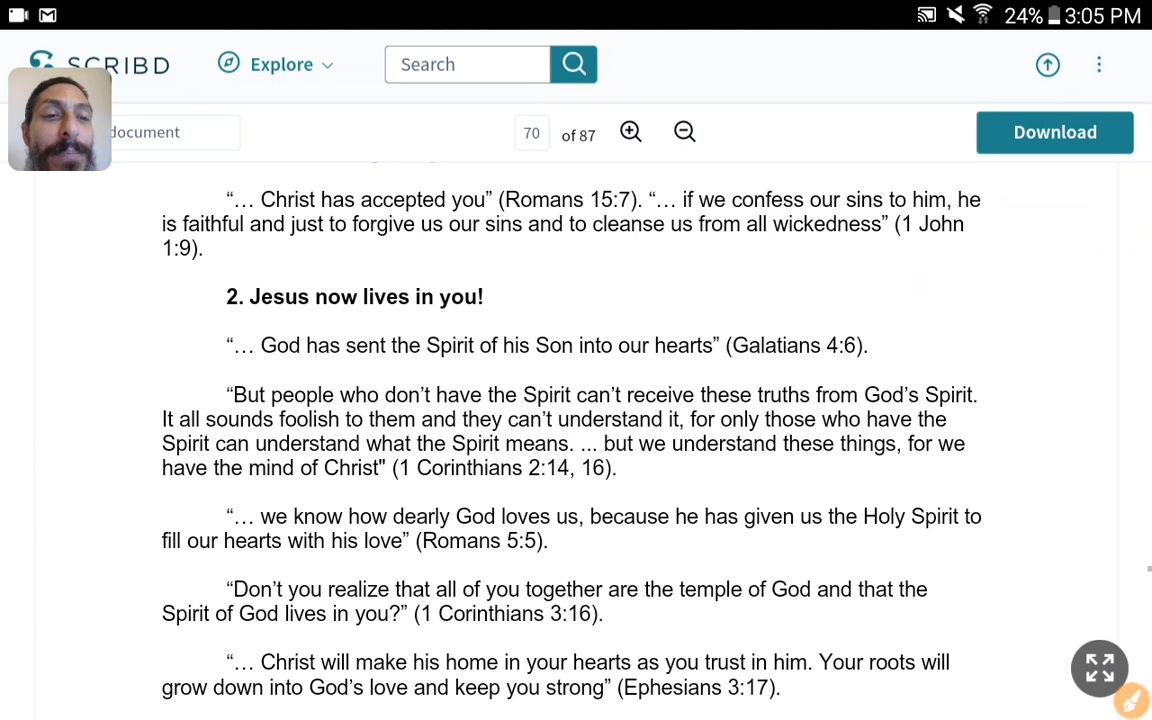 24% 3:05 PM
SCRIBD Explore Search
document 70 of 87 Download
“… Christ has accepted you” (Romans 15:7). “… if we confess our sins to him, he
is faithful and just to forgive us our sins and to cleanse us from all wickedness” (1 John
1:9).
2. Jesus now lives in you!
“… God has sent the Spirit of his Son into our hearts” (Galatians 4:6).
“But people who don’t have the Spirit can’t receive these truths from God’s Spirit.
It all sounds foolish to them and they can’t understand it, for only those who have the
Spirit can understand what the Spirit means. ... but we understand these things, for we
have the mind of Christ" (1 Corinthians 2:14, 16).
“… we know how dearly God loves us, because he has given us the Holy Spirit to
fill our hearts with his love” (Romans 5:5).
“Don’t you realize that all of you together are the temple of God and that the
Spirit of God lives in you?” (1 Corinthians 3:16).
“… Christ will make his home in your hearts as you trust in him. Your roots will
grow down into God’s love and keep you strong” (Ephesians 3:17).